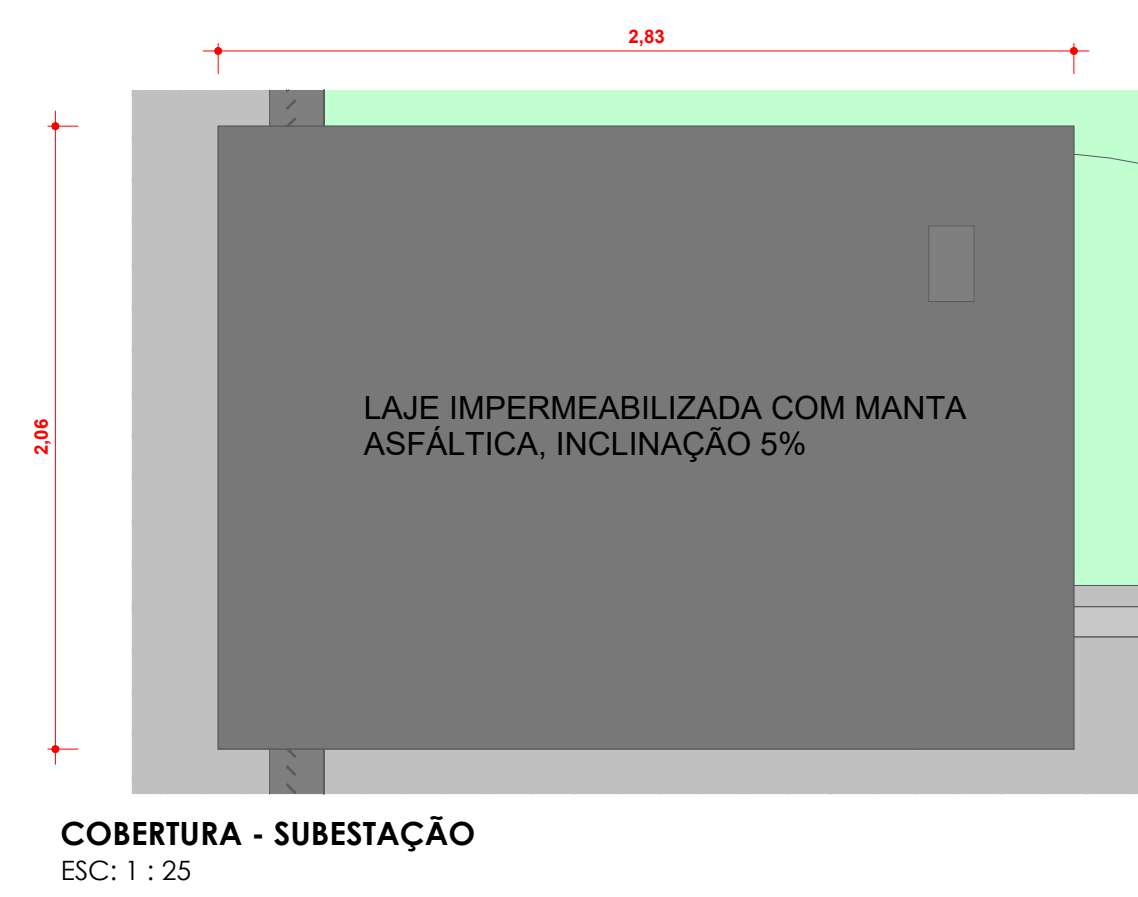 2,83
2,06
LAJE IMPERMEABILIZADA COM MANTA
ASFÁLTICA, INCLINAÇÃO 5%
COBERTURA - SUBESTAÇÃO
ESC: 1 : 25